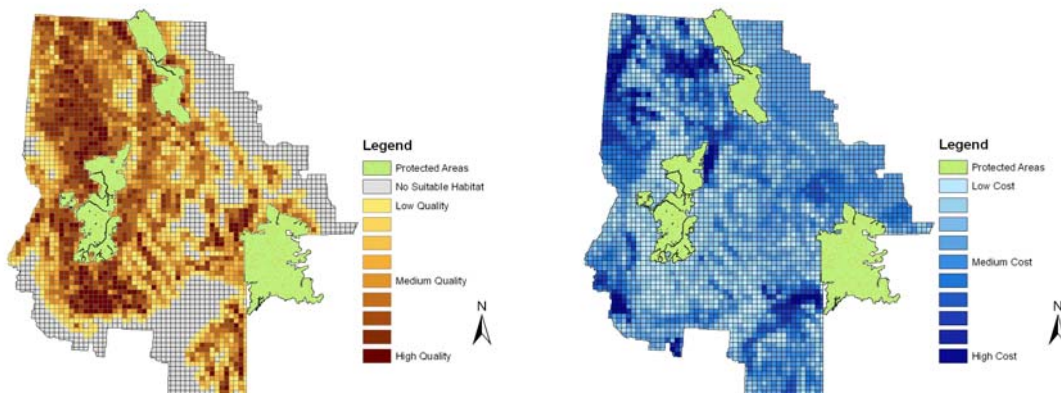 Legend
Protected Areas
No Suitable Habitat
Low Quality
Medium Quality
High Quality
N
Legend
Protected Areas
Low Cost
Medium Cost
High Cost
N